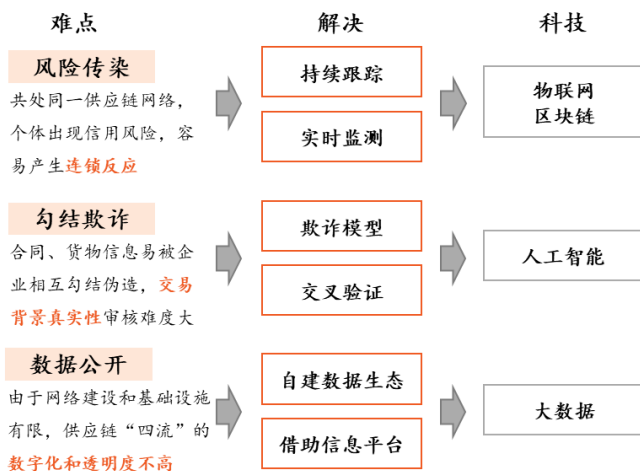 难点
解决
科技
风险传染
共处同一供应链网络，
个体出现信用风险，容
易产生连锁反应
持续跟踪
实时监测
物联网
区块链
勾结欺诈
合同、货物信息易被企
业相互勾结伪造，交易
背景真实性审核难度大
欺诈模型
交叉验证
人工智能
数据公开
由于网络建设和基础设施
有限，供应链“四流”的
数字化和透明度不高
自建数据生态
借助信息平台
大数据